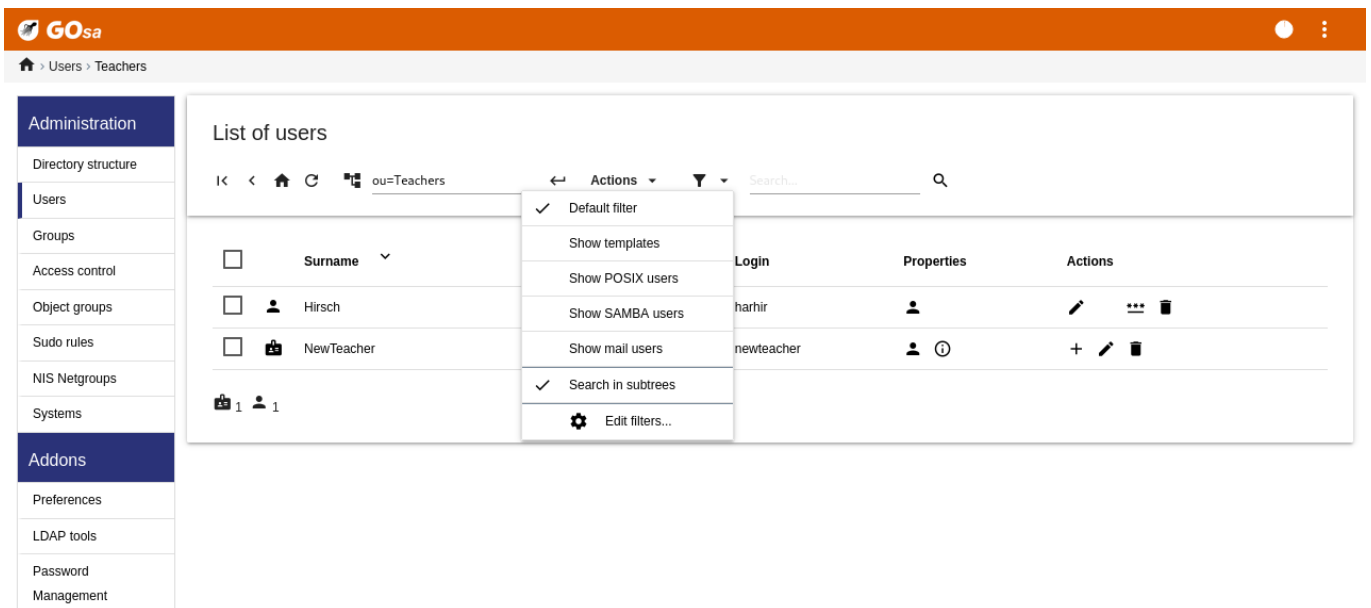 GOsa
Users › Teachers
Administration
Directory structure
Users
Groups
Access control
Object groups
Sudo rules
NIS Netgroups
Systems
Addons
Preferences
LDAP tools
Password
Management
List of users
ou=Teachers Actions Search...
Default filter
Show templates
Show POSIX users
Show SAMBA users
Show mail users
Search in subtrees
Edit filters...
Surname Login Properties Actions
Hirsch harhir
NewTeacher newteacher
1 1